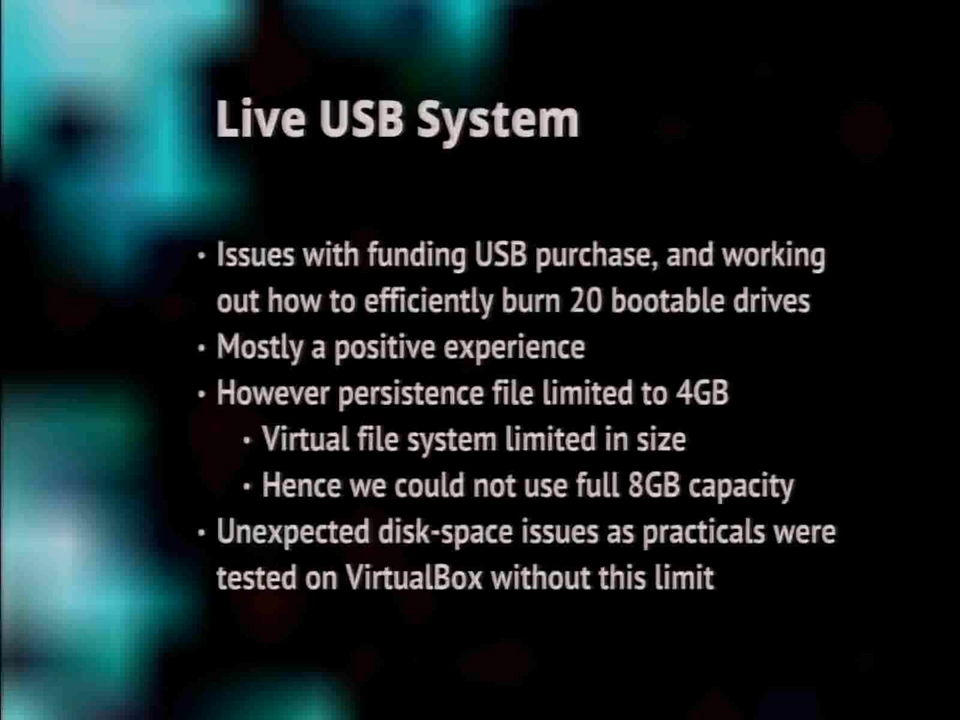 Live USB System
• Issues with funding USB purchase, and working
out how to efficiently burn 20 bootable drives
• Mostly a positive experience
• However persistence file limited to 4GB
• Virtual file system limited in size
• Hence we could not use full 8GB capacity
• Unexpected disk-space issues as practicals were
tested on VirtualBox without this limit